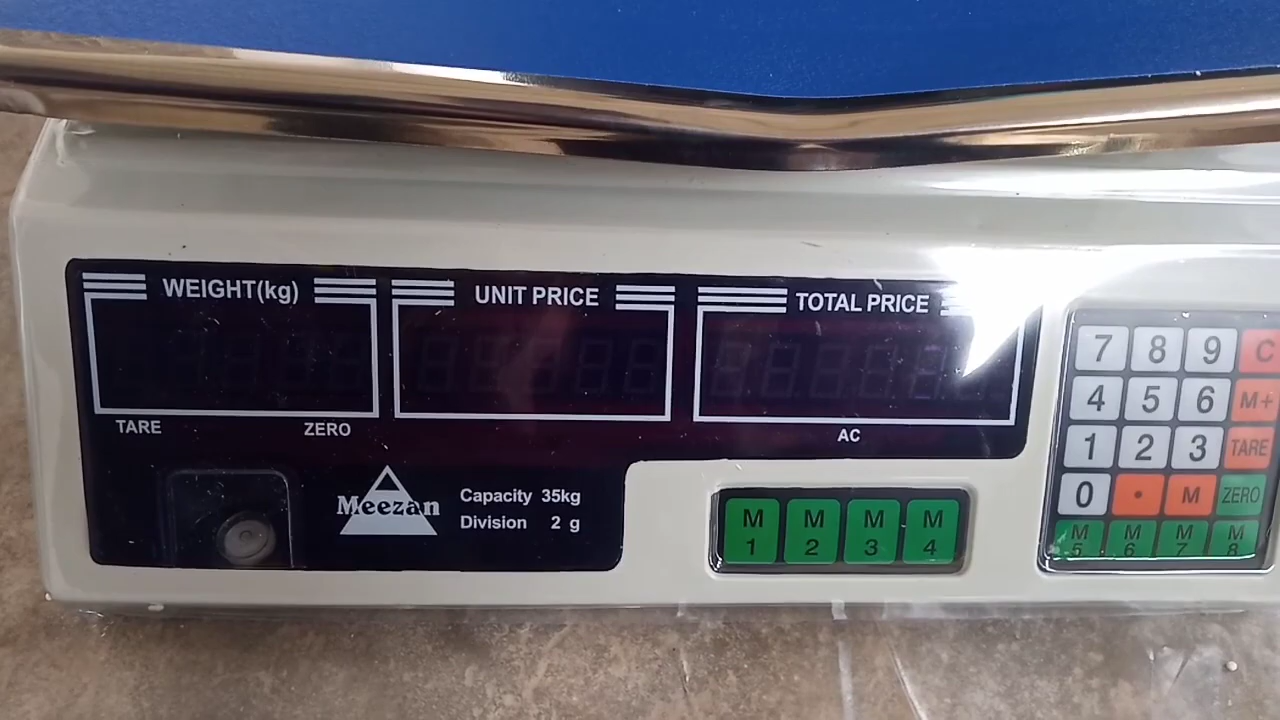 WEIGHT(kg) UNIT PRICE TOTAL PRICE
TARE ZERO AC
Meezan
Capacity 35kg
Division 2 g
M 1 M 2 M 3 M 4
7 8 9 C
4 5 6 M+
1 2 3 TARE
0 • M ZERO
M 5 M 6 M 7 M 8